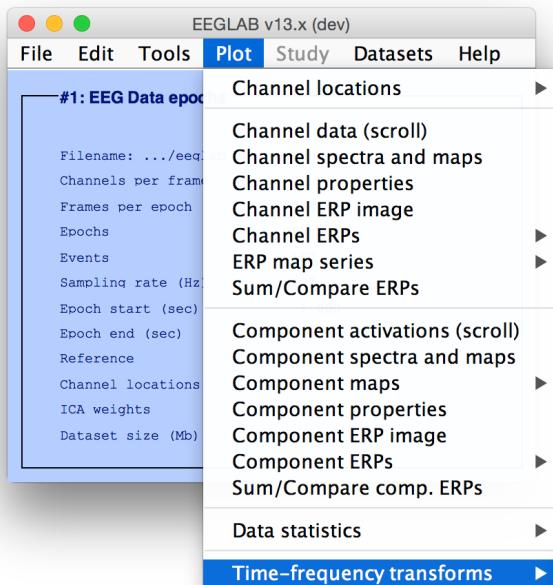 EEGLAB v13.x (dev)
File Edit Tools Plot Study Datasets Help
#1: EEG Data epochs
Filename: .../eeglab
Channels per frame
Frames per epoch
Epochs
Events
Sampling rate (Hz)
Epoch start (sec)
Epoch end (sec)
Reference
Channel locations
ICA weights
Dataset size (Mb)
Channel locations
Channel data (scroll)
Channel spectra and maps
Channel properties
Channel ERP image
Channel ERPs
ERP map series
Sum/Compare ERPs
Component activations (scroll)
Component spectra and maps
Component maps
Component properties
Component ERP image
Component ERPs
Sum/Compare comp. ERPs
Data statistics
Time-frequency transforms